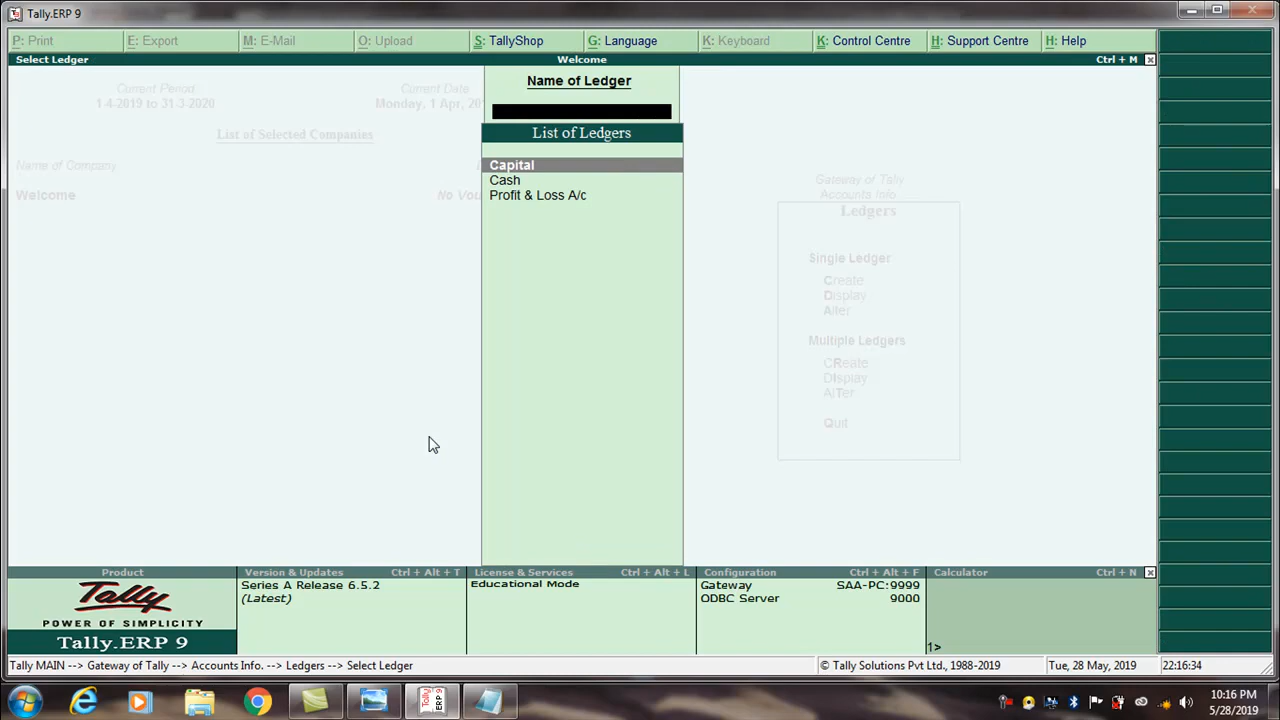 Tally.ERP 9
P: Print E: Export M: E-Mail O: Upload S: TallyShop G: Language K: Keyboard K: Control Centre H: Support Centre H: Help
Select Ledger Welcome Ctrl + M
Current Period
1-4-2019 to 31-3-2020
Current Date
Monday, 1 Apr, 20
List of Selected Companies
Name of Company
Welcome
No Vou
Name of Ledger
List of Ledgers
Capital
Cash
Profit & Loss A/c
Gateway of Tally
Accounts Info.
Ledgers
Single Ledger
Create
Display
Alter
Multiple Ledgers
CReate
DIsplay
AlTer
Quit
Product
Tally
POWER OF SIMPLICITY
Tally.ERP 9
Version & Updates Ctrl + Alt + T
Series A Release 6.5.2
(Latest)
License & Services Ctrl + Alt + L
Educational Mode
Configuration Ctrl + Alt + F
Gateway SAA-PC:9999
ODBC Server 9000
Calculator Ctrl + N
1>
Tally MAIN --> Gateway of Tally --> Accounts Info. --> Ledgers --> Select Ledger
© Tally Solutions Pvt Ltd., 1988-2019 Tue, 28 May, 2019 22:16:34
Tally ERP 9
10:16 PM
5/28/2019